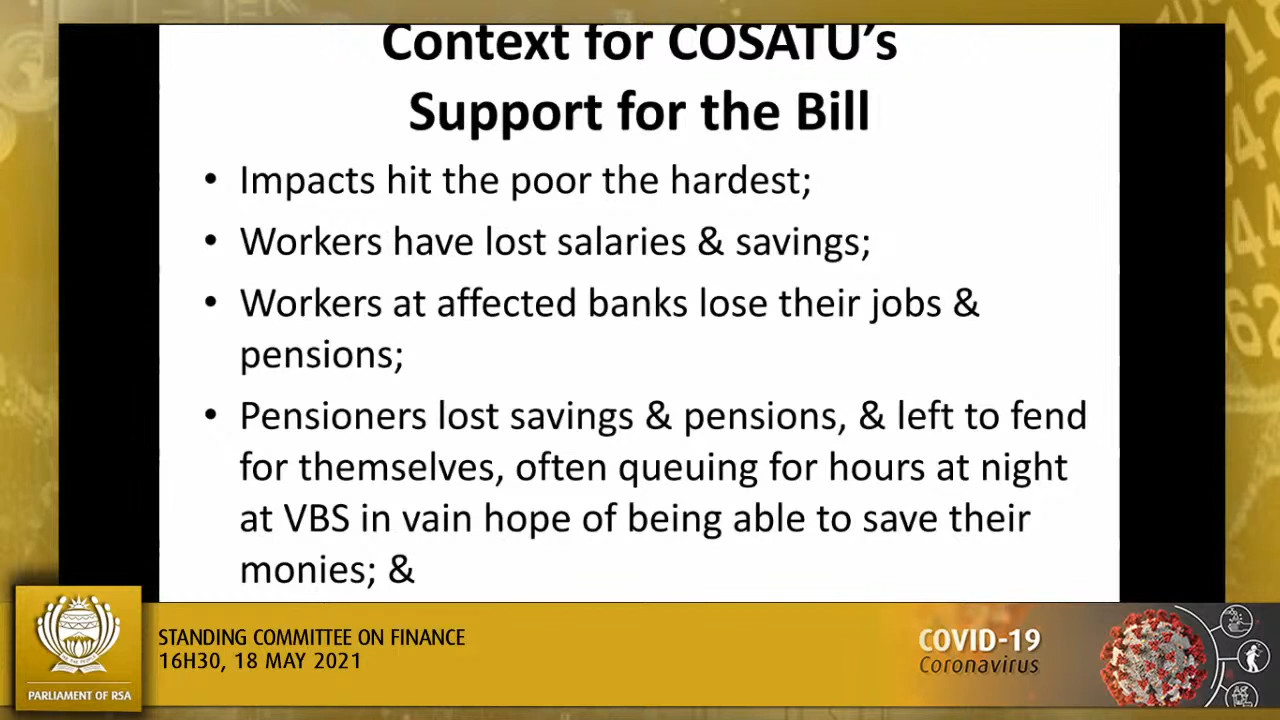 Context for COSATU's
Support for the Bill
• Impacts hit the poor the hardest;
• Workers have lost salaries & savings;
• Workers at affected banks lose their jobs &
pensions;
• Pensioners lost savings & pensions, & left to fend
for themselves, often queuing for hours at night
at VBS in vain hope of being able to save their
monies; &
STANDING COMMITTEE ON FINANCE
16H30, 18 MAY 2021
PARLIAMENT OF RSA
COVID-19
Coronavirus